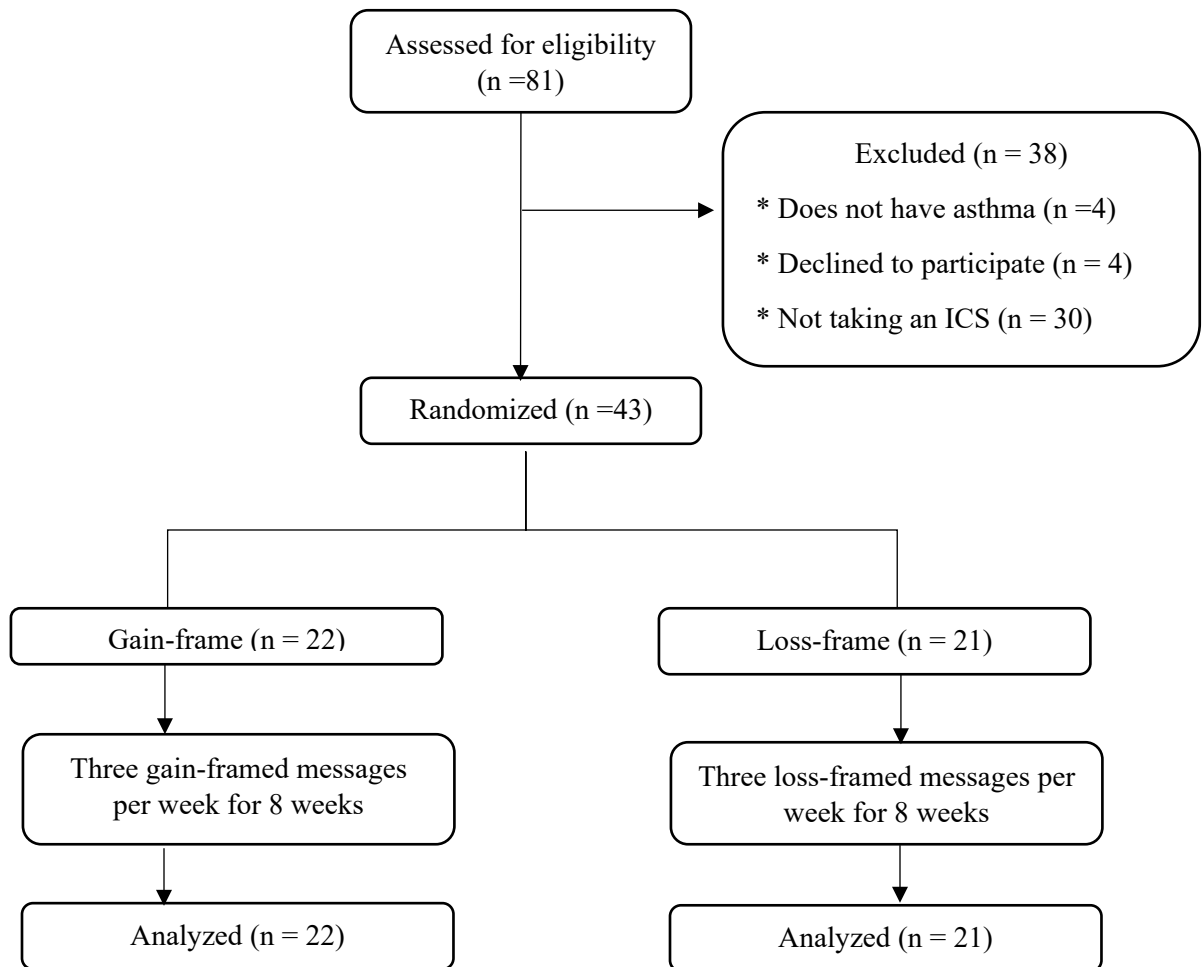 Assessed for eligibility
(n =81)
Excluded (n = 38)
* Does not have asthma (n =4)
* Declined to participate (n = 4)
* Not taking an ICS (n = 30)
Randomized (n =43)
Gain-frame (n = 22)
Loss-frame (n = 21)
Three gain-framed messages
per week for 8 weeks
Three loss-framed messages per
week for 8 weeks
Analyzed (n = 22)
Analyzed (n = 21)